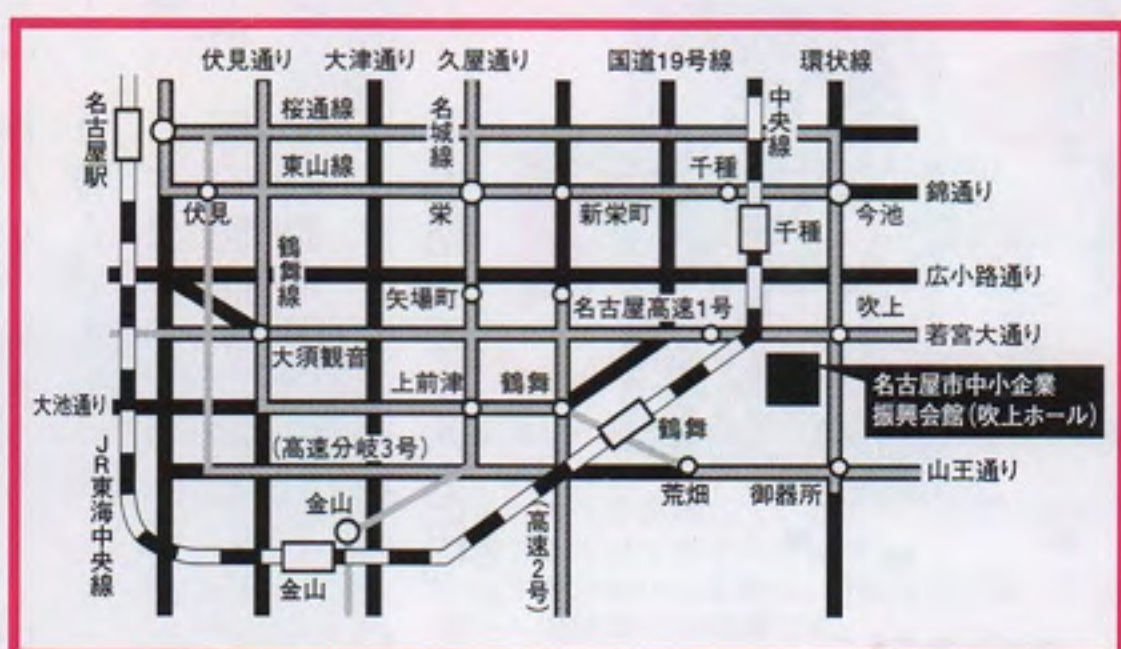 伏見通り
大津通り
久屋通り
国道19号線
環状線
名古屋駅
桜通線
名城線
中央線
東山線
千種
錦通り
伏見
栄
新栄町
千種
今池
鶴舞線
広小路通り
矢場町
名古屋高速1号
吹上
若宮大通り
大須観音
上前津
鶴舞
名古屋市中小企業
振興会館(吹上ホール)
大池通り
鶴舞
(高速分岐3号)
山王通り
JR東海中央線
金山
荒畑
御器所
(高速2号)
金山